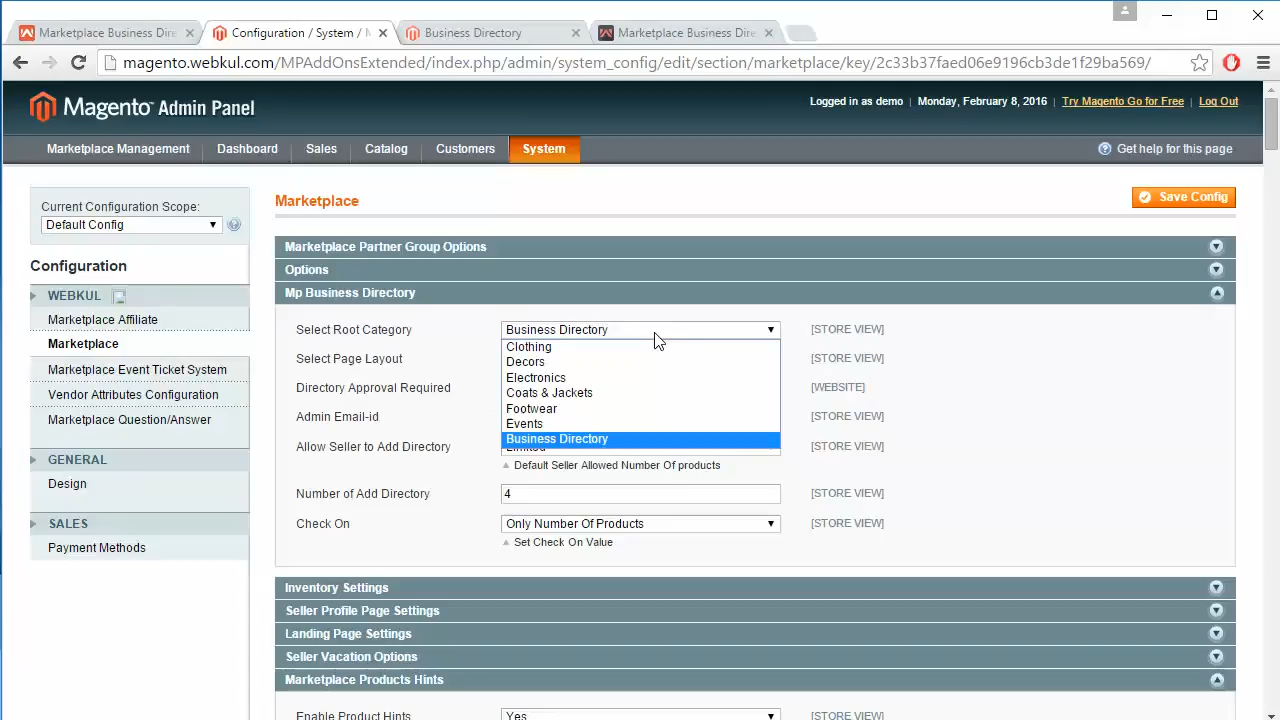 Marketplace Business Dire
Configuration / System / M
Business Directory
Marketplace Business Dire
magento.webkul.com/MPAddOnsExtended/index.php/admin/system_config/edit/section/marketplace/key/2c33b37faed06e9196cb3de1f29ba569/
Magento Admin Panel
Logged in as demo | Monday, February 8, 2016 | Try Magento Go for Free | Log Out
Marketplace Management Dashboard Sales Catalog Customers System
Get help for this page
Current Configuration Scope:
Default Config
Configuration
WEBKUL
Marketplace Affiliate
Marketplace
Marketplace Event Ticket System
Vendor Attributes Configuration
Marketplace Question/Answer
GENERAL
Design
SALES
Payment Methods
Marketplace
Save Config
Marketplace Partner Group Options
Options
Mp Business Directory
Select Root Category Business Directory [STORE VIEW]
Clothing
Decors
Electronics
Coats & Jackets
Footwear
Events
Business Directory
Select Page Layout [STORE VIEW]
Directory Approval Required [WEBSITE]
Admin Email-id [STORE VIEW]
Allow Seller to Add Directory Limited [STORE VIEW]
Default Seller Allowed Number Of products
Number of Add Directory 4 [STORE VIEW]
Check On Only Number Of Products [STORE VIEW]
Set Check On Value
Inventory Settings
Seller Profile Page Settings
Landing Page Settings
Seller Vacation Options
Marketplace Products Hints
Enable Product Hints Yes [STORE VIEW]